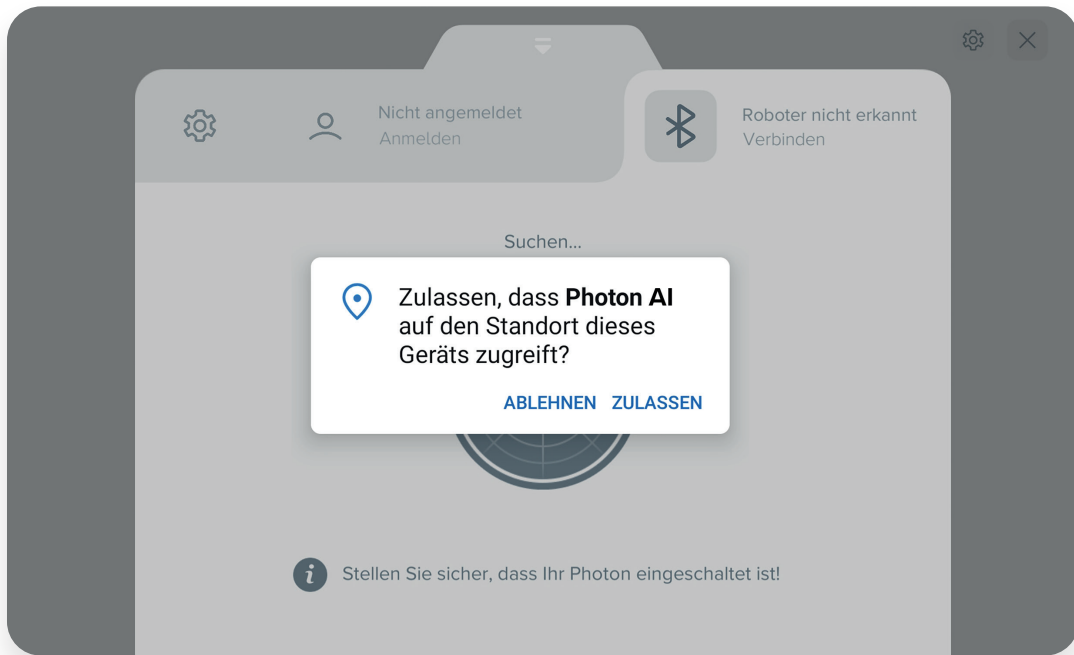 Nicht angemeldet
Anmelden
Roboter nicht erkannt
Verbinden
Suchen...
Zulassen, dass Photon AI
auf den Standort dieses
Geräts zugreift?
ABLEHNEN ZULASSEN
i Stellen Sie sicher, dass Ihr Photon eingeschaltet ist!